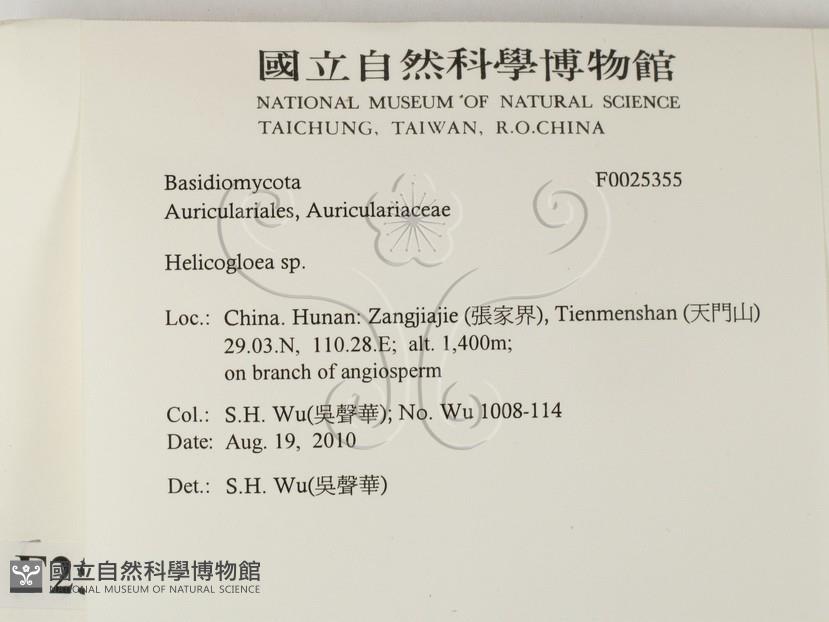 國立自然科學博物館
NATIONAL MUSEUM OF NATURAL SCIENCE
TAICHUNG, TAIWAN, R.O.CHINA
Basidiomycota F0025355
Auriculariales, Auriculariaceae
Helicogloea sp.
Loc.: China. Hunan: Zangjiajie (張家界), Tienmenshan (天門山)
29.03.N, 110.28.E; alt. 1,400m;
on branch of angiosperm
Col.: S.H. Wu(吳聲華); No. Wu 1008-114
Date: Aug. 19, 2010
Det.: S.H. Wu(吳聲華)
國立自然科學博物館
NATIONAL MUSEUM OF NATURAL SCIENCE